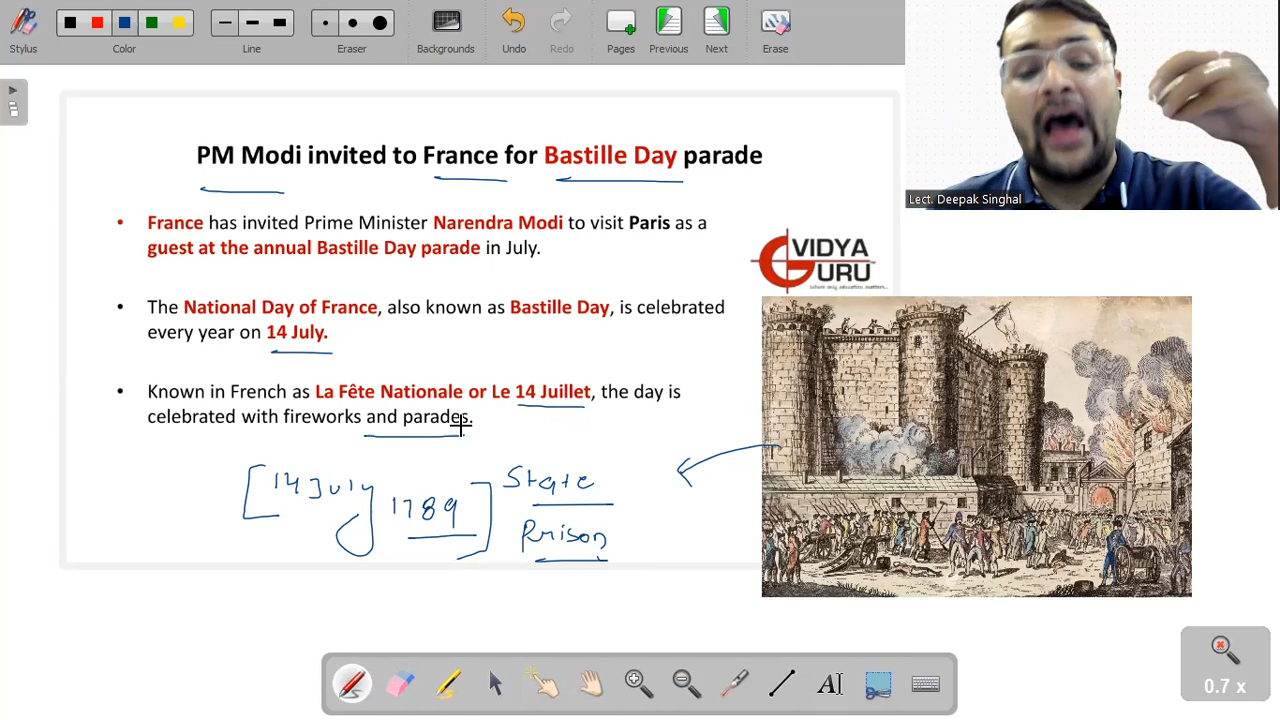 Stylus
Color
Line
Eraser
Backgrounds
Undo
Redo
Pages
Previous
Next
Erase
Lect. Deepak Singhal
PM Modi invited to France for Bastille Day parade
• France has invited Prime Minister Narendra Modi to visit Paris as a
guest at the annual Bastille Day parade in July.
VIDYA
GURU
• The National Day of France, also known as Bastille Day, is celebrated
every year on 14 July.
• Known in French as La Fête Nationale or Le 14 Juillet, the day is
celebrated with fireworks and parades.
[14 July 1789] State
Prison
0.7 x